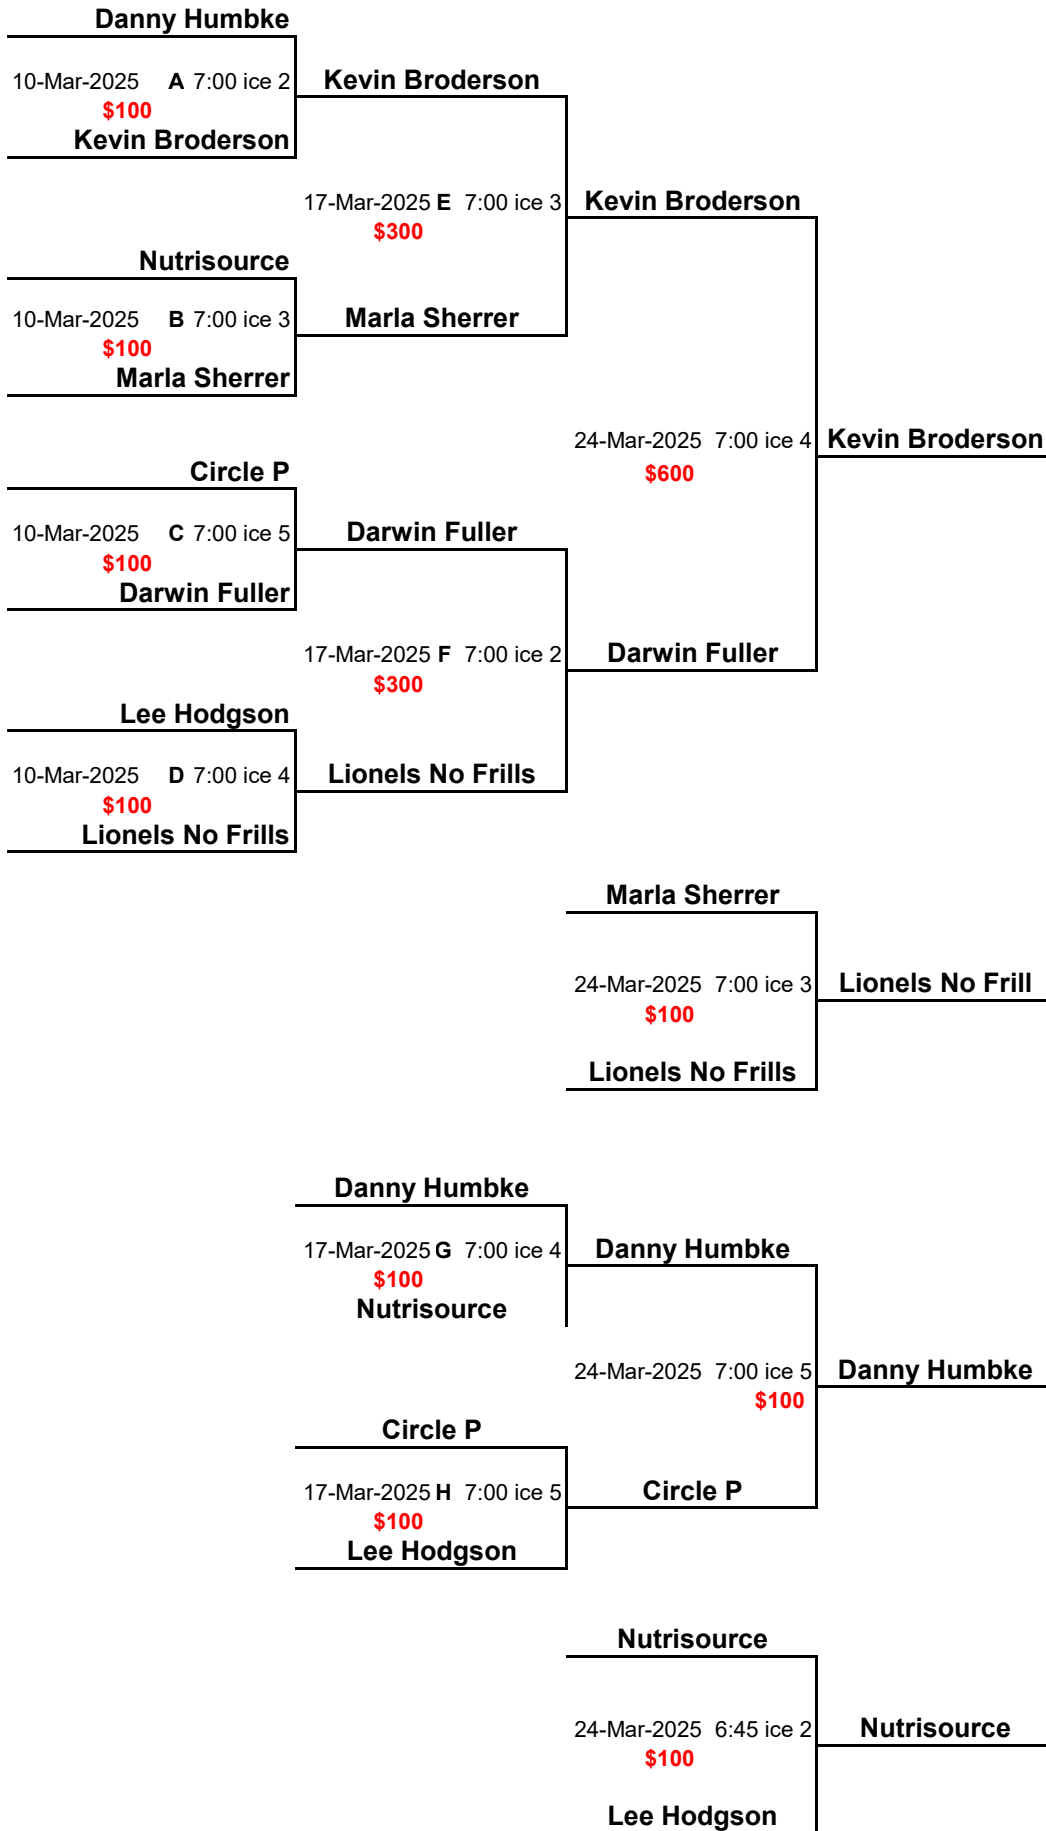 Danny Humbke
10-Mar-2025 A 7:00 ice 2
Kevin Broderson
$100
Kevin Broderson
17-Mar-2025 E 7:00 ice 3
Kevin Broderson
$300
Nutrisource
10-Mar-2025 B 7:00 ice 3
Marla Sherrer
$100
Marla Sherrer
24-Mar-2025 7:00 ice 4
Kevin Broderson
$600
Circle P
10-Mar-2025 C 7:00 ice 5
Darwin Fuller
$100
Darwin Fuller
17-Mar-2025 F 7:00 ice 2
Darwin Fuller
$300
Lee Hodgson
10-Mar-2025 D 7:00 ice 4
Lionels No Frills
$100
Lionels No Frills
Marla Sherrer
24-Mar-2025 7:00 ice 3
Lionels No Frill
$100
Lionels No Frills
Danny Humbke
17-Mar-2025 G 7:00 ice 4
Danny Humbke
$100
Nutrisource
24-Mar-2025 7:00 ice 5
Danny Humbke
$100
Circle P
17-Mar-2025 H 7:00 ice 5
Circle P
$100
Lee Hodgson
Nutrisource
24-Mar-2025 6:45 ice 2
Nutrisource
$100
Lee Hodgson